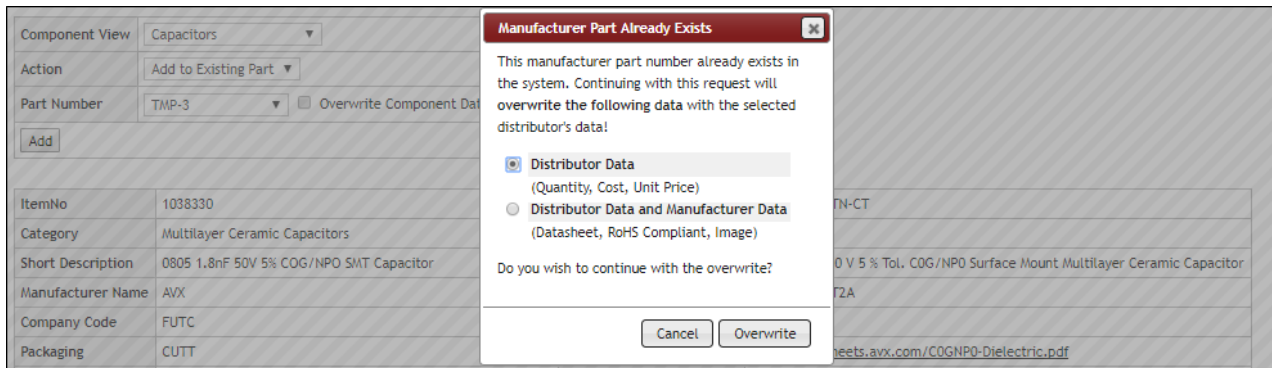 Component View Capacitors
Action Add to Existing Part
Part Number TMP-3 Overwrite Component Dat
Add
Manufacturer Part Already Exists
This manufacturer part number already exists in
the system. Continuing with this request will
overwrite the following data with the selected
distributor's data!
Distributor Data
(Quantity, Cost, Unit Price)
Distributor Data and Manufacturer Data
(Datasheet, RoHS Compliant, Image)
Do you wish to continue with the overwrite?
Cancel Overwrite
ItemNo 1038330 TN-CT
Category Multilayer Ceramic Capacitors
Short Description 0805 1.8nF 50V 5% COG/NPO SMT Capacitor 0 V 5 % Tol. C0G/NP0 Surface Mount Multilayer Ceramic Capacitor
Manufacturer Name AVX T2A
Company Code FUTC
Packaging CUTT heets.avx.com/C0GNP0-Dielectric.pdf